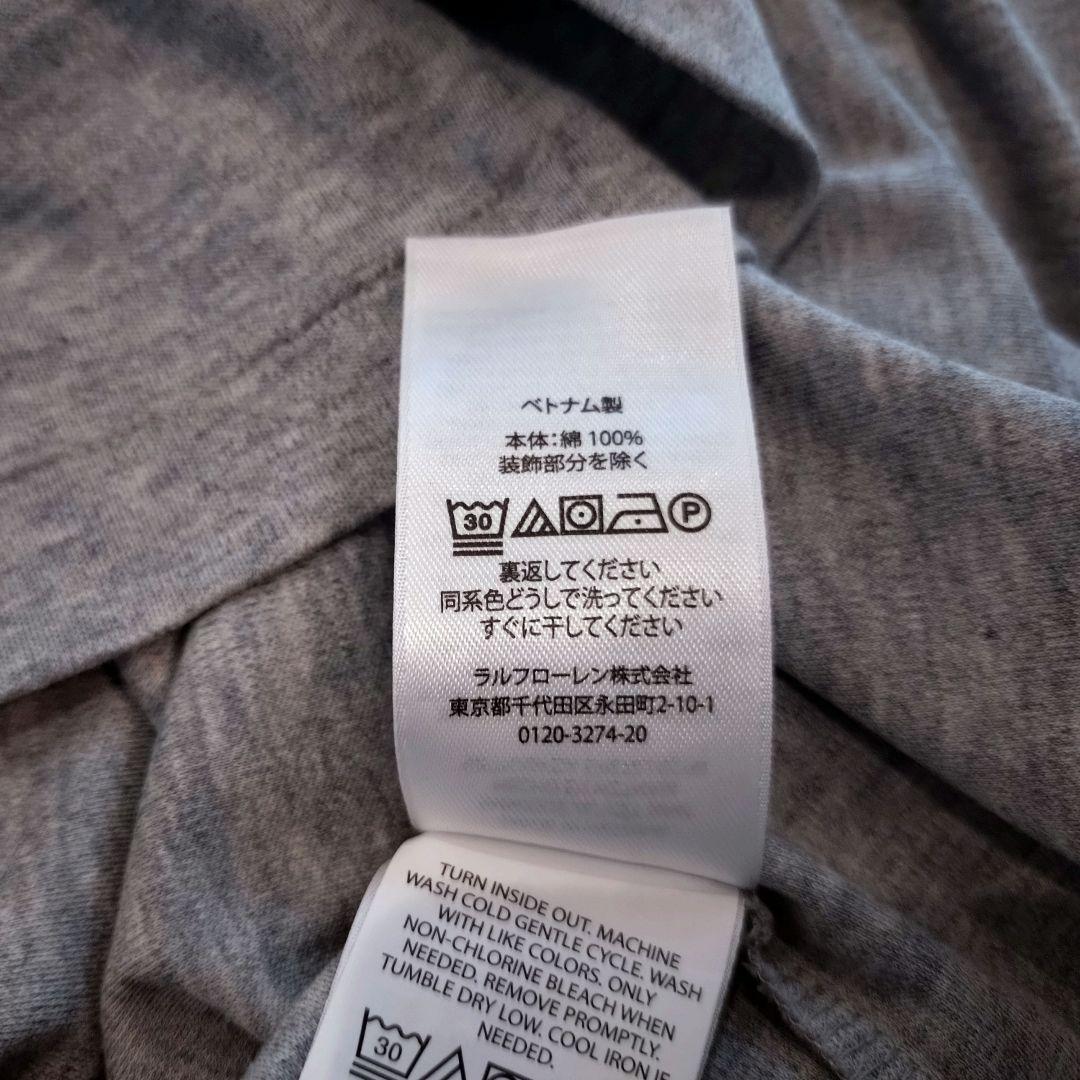 ベトナム製
本体：綿 100%
装飾部分を除く
30 P
裏返してください
同系色どうしで洗ってください
すぐに干してください
ラルフローレン株式会社
東京都千代田区永田町2-10-1
0120-3274-20
TURN INSIDE OUT. MACHINE
WASH COLD GENTLE CYCLE. WASH
WITH LIKE COLORS. ONLY
NON-CHLORINE BLEACH WHEN
NEEDED. REMOVE PROMPTLY.
TUMBLE DRY LOW. COOL IRON IF
NEEDED.
30